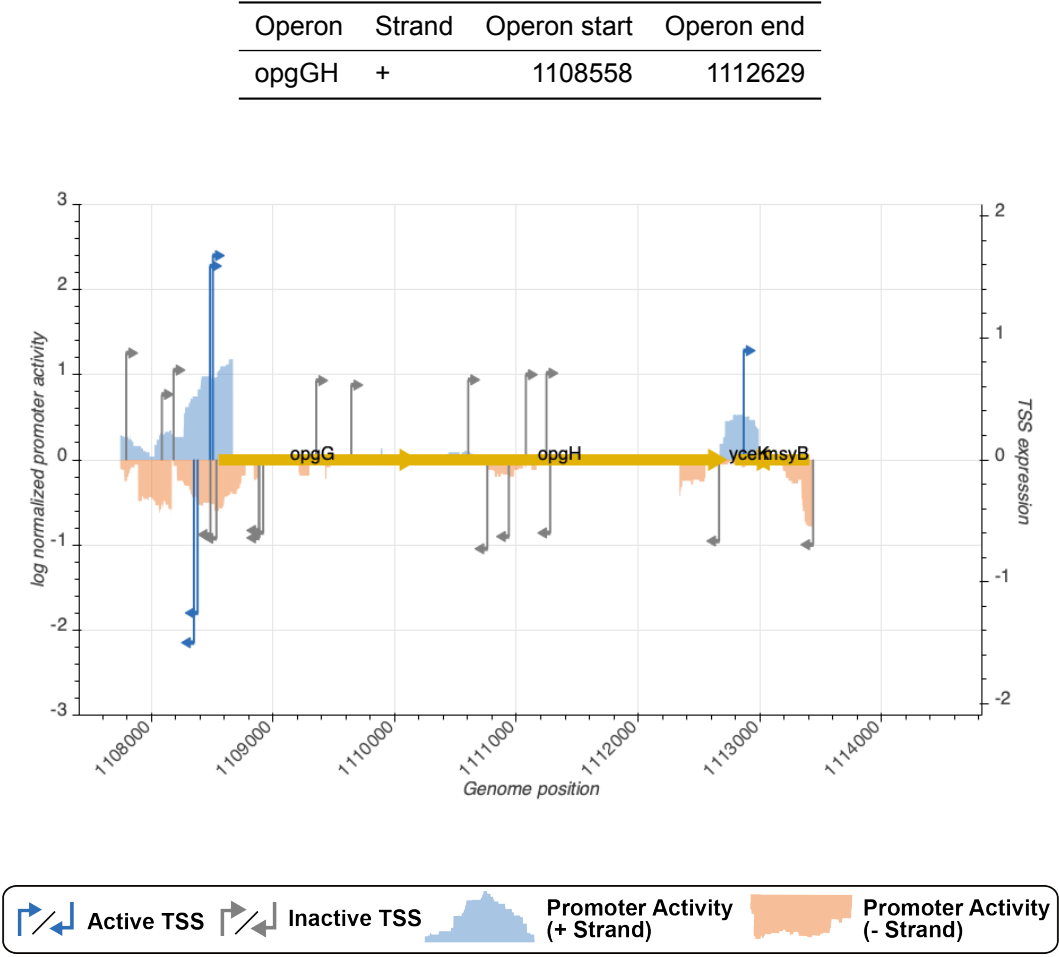 Operon Strand Operon start Operon end
opgGH + 1108558 1112629
3
2
1
0
-1
-2
-3
log normalized promoter activity
2
1
0
-1
-2
TSS expression
opgG
opgH
yceK
msyB
1108000
1109000
1110000
1111000
1112000
1113000
1114000
Genome position
Active TSS
Inactive TSS
Promoter Activity
(+ Strand)
Promoter Activity
(- Strand)